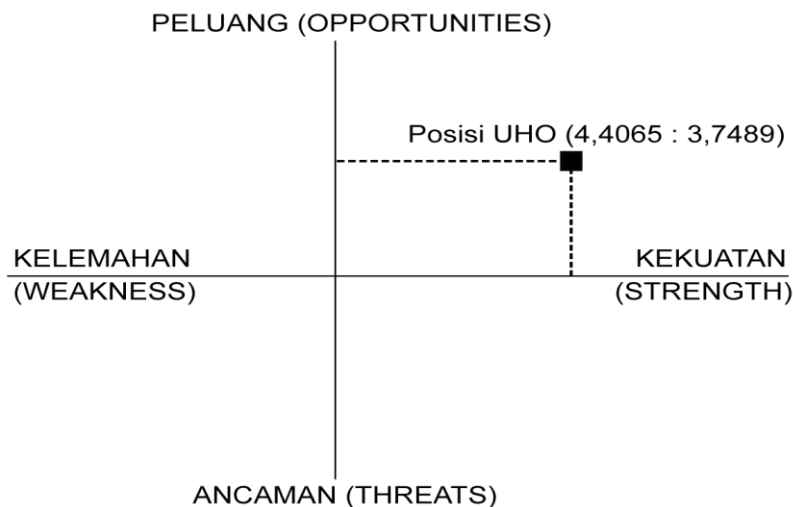 PELUANG (OPPORTUNITIES)
Posisi UHO (4,4065 : 3,7489)
KELEMAHAN
(WEAKNESS)
KEKUATAN
(STRENGTH)
ANCAMAN (THREATS)